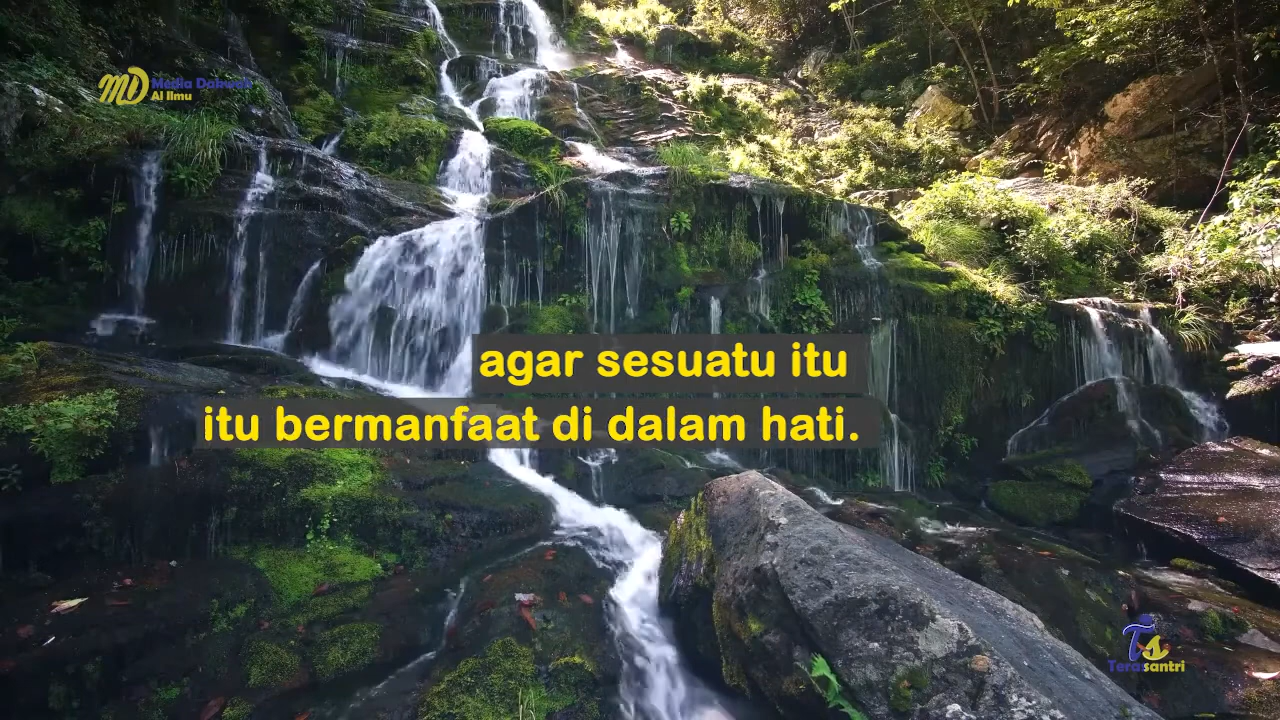 Media Dakwah
Al Ilmu
agar sesuatu itu
itu bermanfaat di dalam hati.
Terasantri